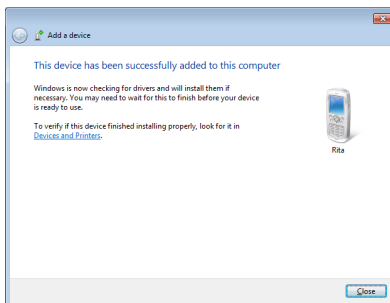 Add a device
This device has been successfully added to this computer
Windows is now checking for drivers and will install them if
necessary. You may need to wait for this to finish before your device
is ready to use.
To verify if this device finished installing properly, look for it in
Devices and Printers.
Rita
Close